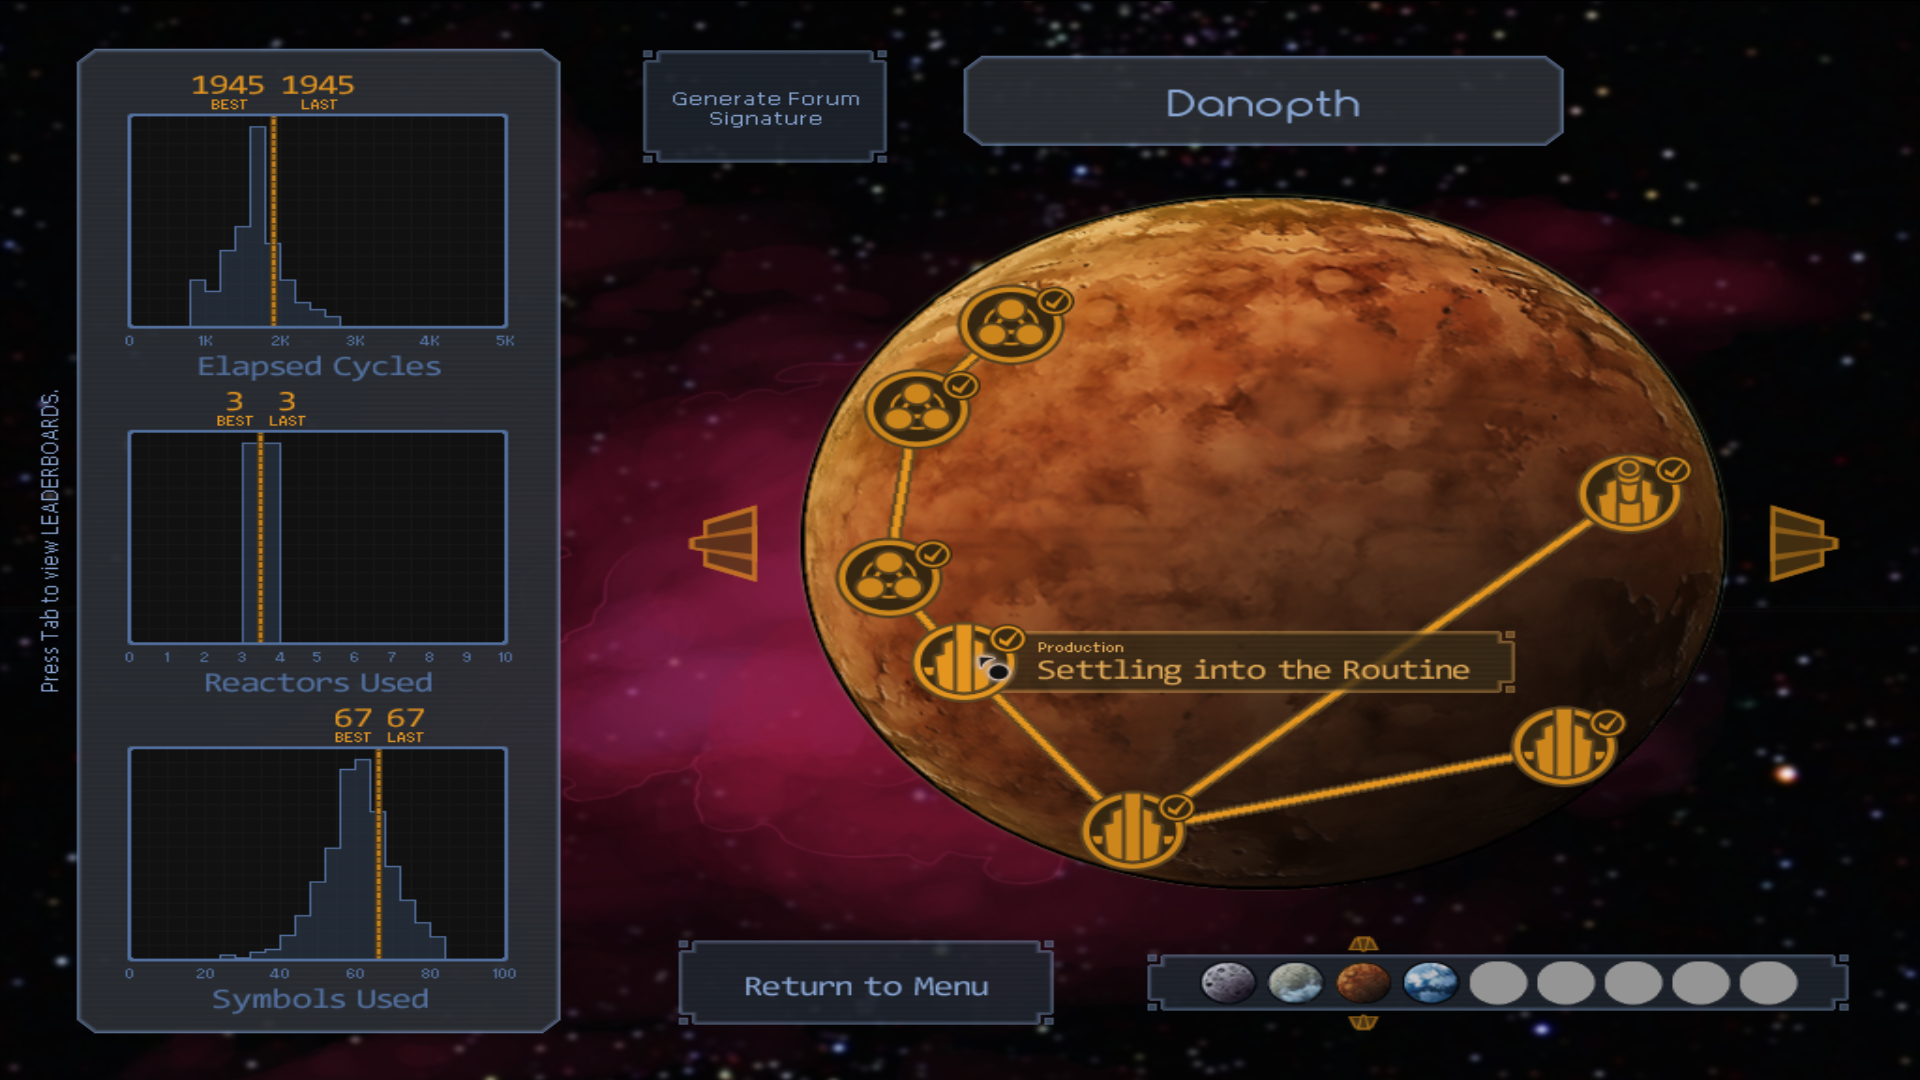 1945 1945
BEST LAST
0 1K 2K 3K 4K 5K
Elapsed Cycles
3 3
BEST LAST
0 1 2 3 4 5 6 7 8 9 10
Reactors Used
67 67
BEST LAST
0 20 40 60 80 100
Symbols Used
Press Tab to view LEADERBOARDS.
Generate Forum
Signature
Danopth
Production
Settling into the Routine
Return to Menu